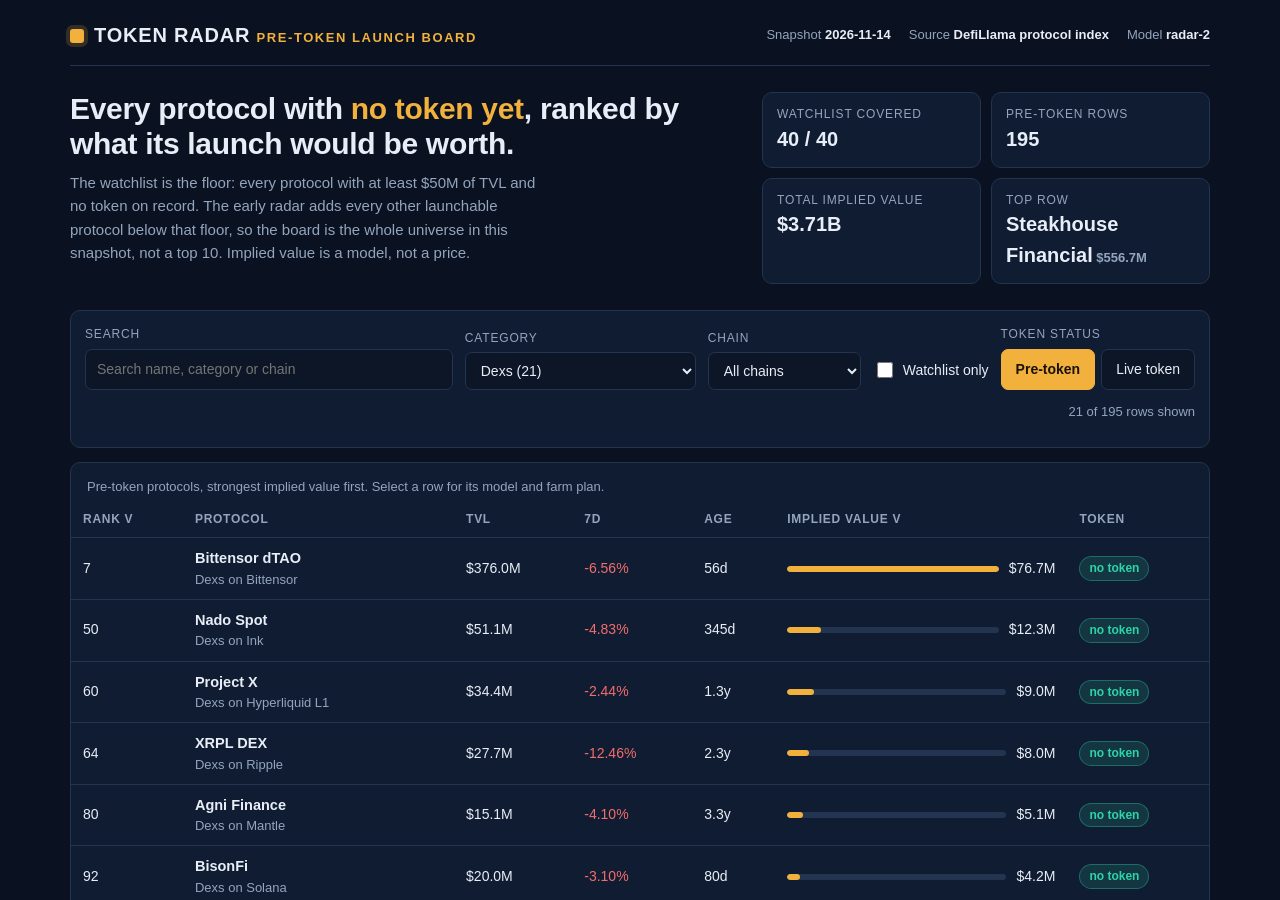 TOKEN RADAR PRE-TOKEN LAUNCH BOARD
Snapshot 2026-11-14 Source DefiLlama protocol index Model radar-2
Every protocol with no token yet, ranked by
what its launch would be worth.
The watchlist is the floor: every protocol with at least $50M of TVL and
no token on record. The early radar adds every other launchable
protocol below that floor, so the board is the whole universe in this
snapshot, not a top 10. Implied value is a model, not a price.
WATCHLIST COVERED
40 / 40
PRE-TOKEN ROWS
195
TOTAL IMPLIED VALUE
$3.71B
TOP ROW
Steakhouse
Financial $556.7M
SEARCH
Search name, category or chain
CATEGORY
Dexs (21)
CHAIN
All chains
Watchlist only
TOKEN STATUS
Pre-token Live token
21 of 195 rows shown
Pre-token protocols, strongest implied value first. Select a row for its model and farm plan.
RANK V PROTOCOL TVL 7D AGE IMPLIED VALUE V TOKEN
7 Bittensor dTAO $376.0M -6.56% 56d $76.7M no token
Dexs on Bittensor
50 Nado Spot $51.1M -4.83% 345d $12.3M no token
Dexs on Ink
60 Project X $34.4M -2.44% 1.3y $9.0M no token
Dexs on Hyperliquid L1
64 XRPL DEX $27.7M -12.46% 2.3y $8.0M no token
Dexs on Ripple
80 Agni Finance $15.1M -4.10% 3.3y $5.1M no token
Dexs on Mantle
92 BisonFi $20.0M -3.10% 80d $4.2M no token
Dexs on Solana